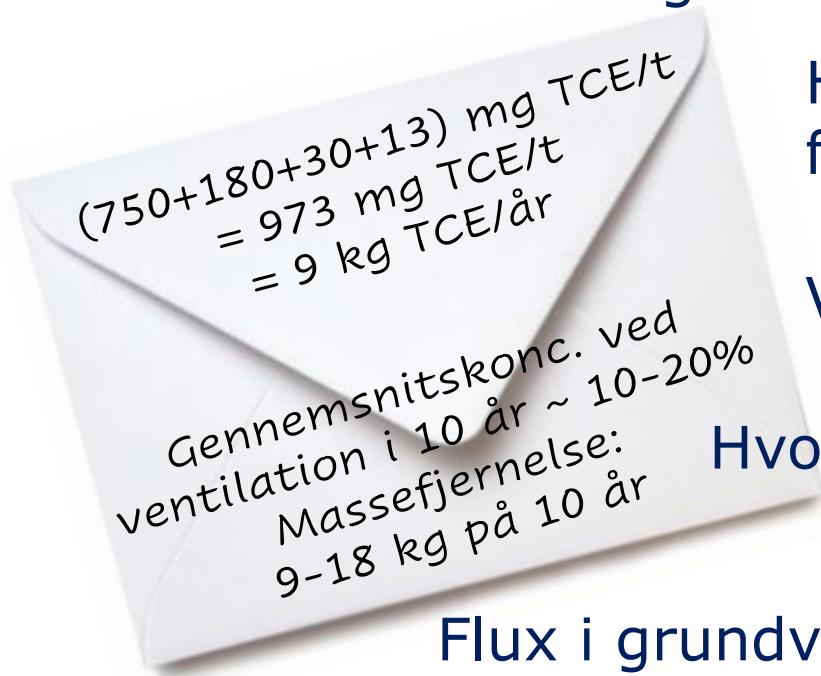 g
(750+180+30+13) mg TCE/t
= 973 mg TCE/t
= 9 kg TCE/år
Gennemsnitskonc. ved
ventilation i 10 år ~ 10-20%
Massefjernelse:
9-18 kg på 10 år
H
f
V
Hvo
Flux i grundv